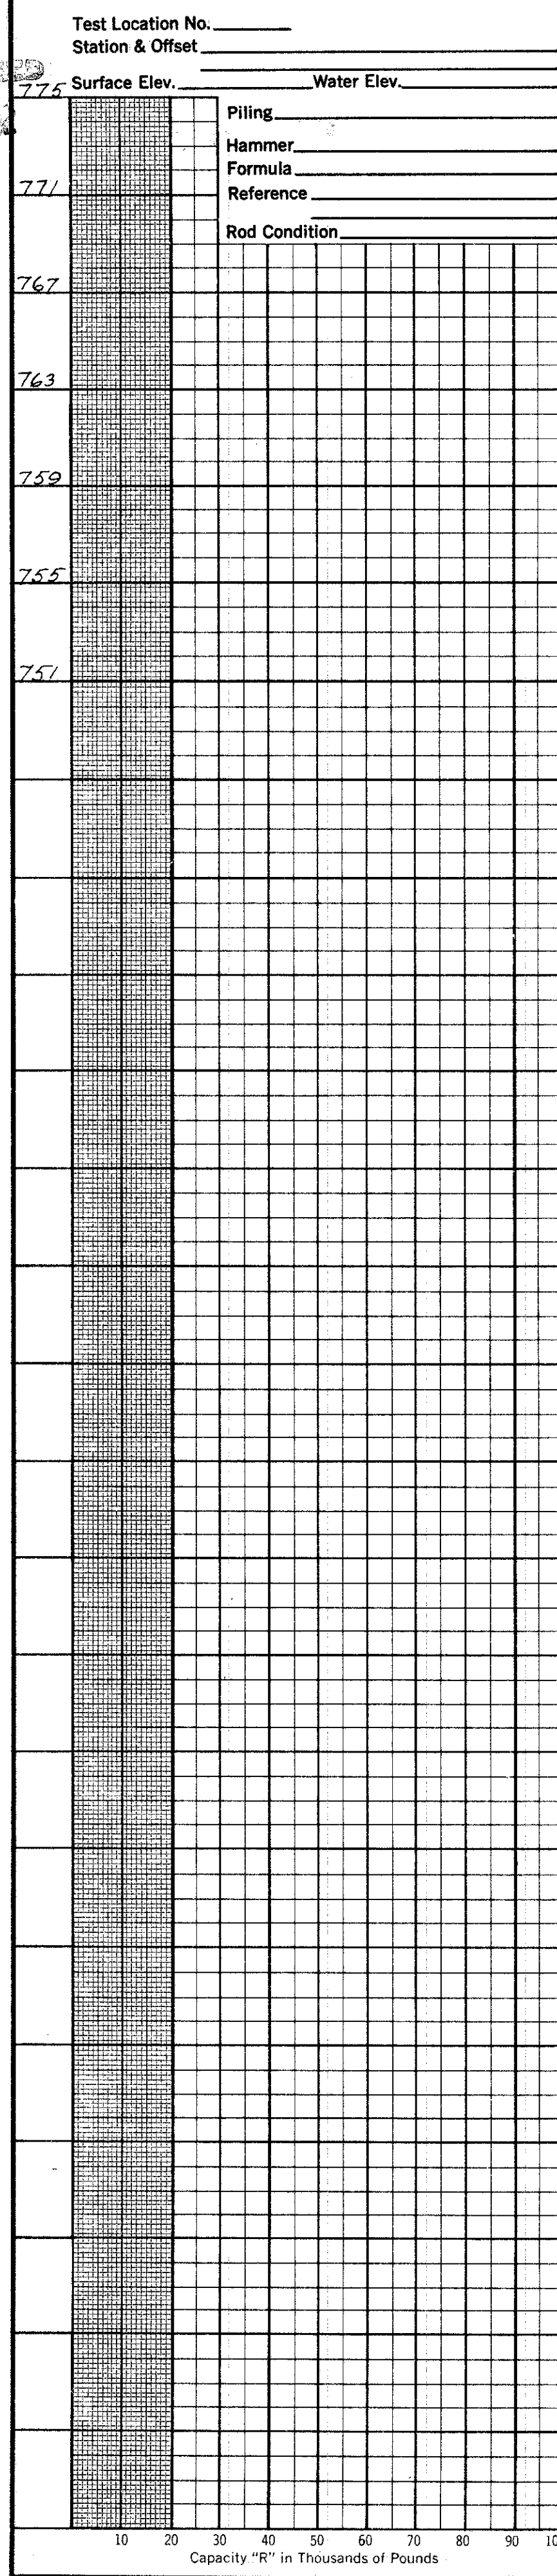 Test Location No.
Station & Offset
Surface Elev. Water Elev.
775
Piling
Hammer
Formula
771
Reference
Rod Condition
767
763
759
755
751
10 20 30 40 50 60 70 80 90
Capacity "R" in Thousands of Pounds